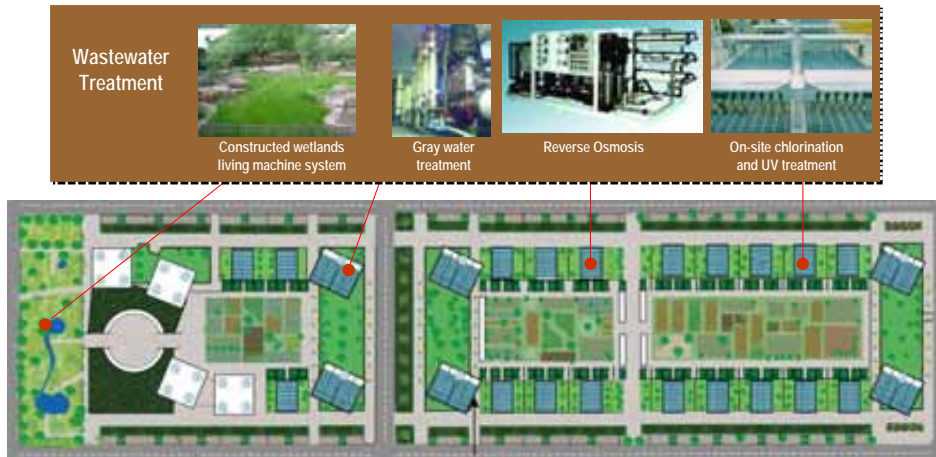 Wastewater
Treatment
Constructed wetlands
living machine system
Gray water
treatment
Reverse Osmosis
On-site chlorination
and UV treatment